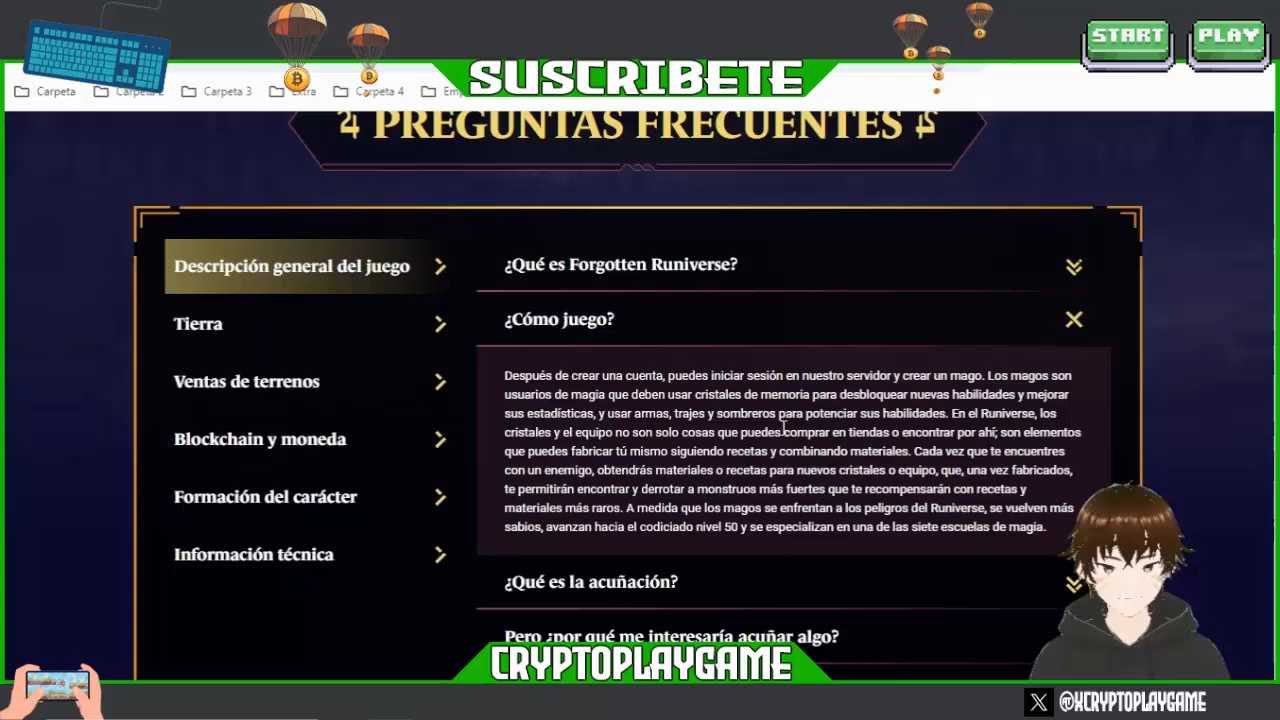 START PLAY
SUSCRIBETE
Carpeta Carpeta 2 Carpeta 3 Extra Carpeta 4
PREGUNTAS FRECUENTES
Descripción general del juego
Tierra
Ventas de terrenos
Blockchain y moneda
Formación del carácter
Información técnica
¿Qué es Forgotten Runiverse?
¿Cómo juego?
Después de crear una cuenta, puedes iniciar sesión en nuestro servidor y crear un mago. Los magos son
usuarios de magia que deben usar cristales de memoria para desbloquear nuevas habilidades y mejorar
sus estadísticas, y usar armas, trajes y sombreros para potenciar sus habilidades. En el Runiverse, los
cristales y el equipo no son solo cosas que puedes comprar en tiendas o encontrar por ahí; son elementos
que puedes fabricar tú mismo siguiendo recetas y combinando materiales. Cada vez que te encuentres
con un enemigo, obtendrás materiales o recetas para nuevos cristales o equipo, que, una vez fabricados,
te permitirán encontrar y derrotar a monstruos más fuertes que te recompensarán con recetas y
materiales más raros. A medida que los magos se enfrentan a los peligros del Runiverse, se vuelven más
sabios, avanzan hacia el codiciado nivel 50 y se especializan en una de las siete escuelas de magia.
¿Qué es la acuñación?
Pero ¿por qué me interesaría acuñar algo?
CRYPTOPLAYGAME
@XCRYPTOPLAYGAME